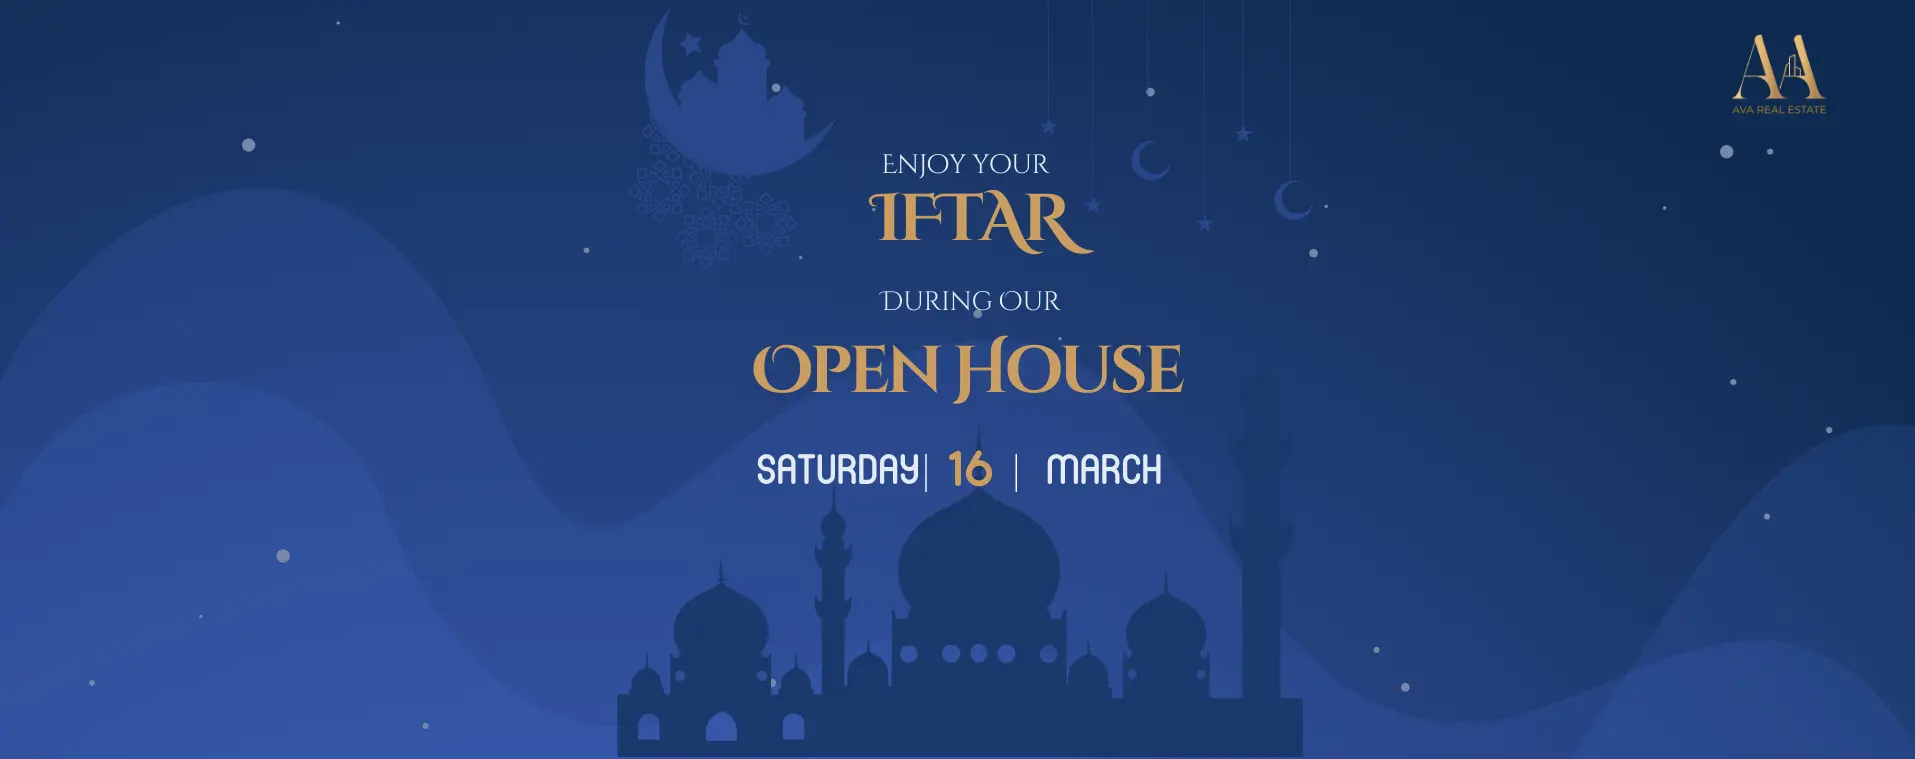 AVA REAL ESTATE
ENJOY YOUR
IFTAR
DURING OUR
OPEN HOUSE
SATURDAY| 16 | MARCH